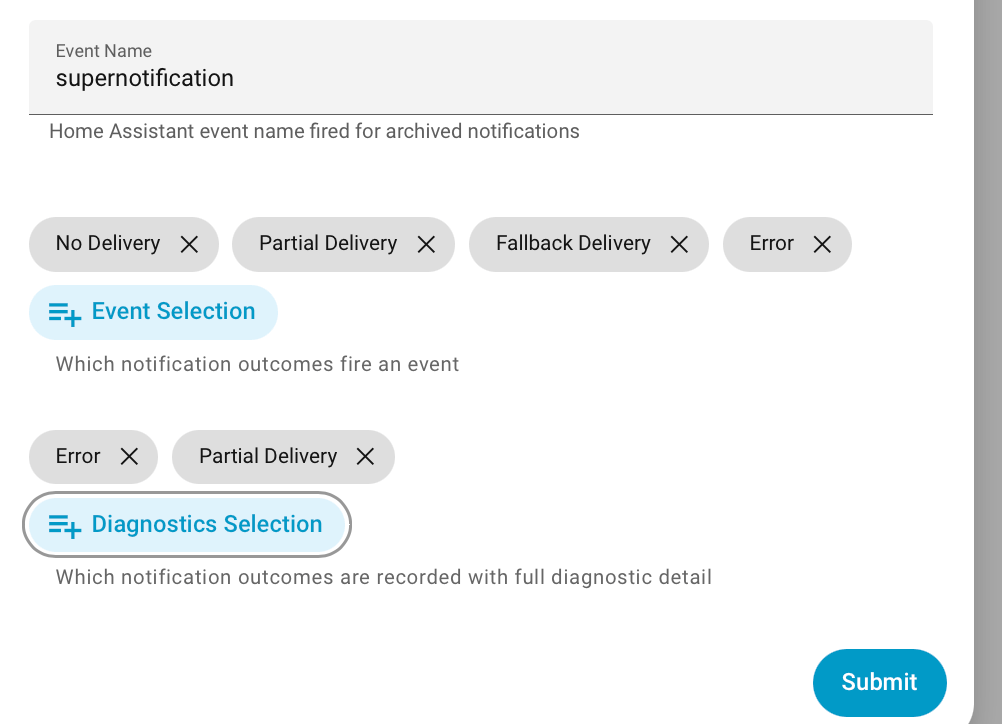 Event Name
supernotification
Home Assistant event name fired for archived notifications
No Delivery Partial Delivery Fallback Delivery Error
Event Selection
Which notification outcomes fire an event
Error Partial Delivery
Diagnostics Selection
Which notification outcomes are recorded with full diagnostic detail
Submit